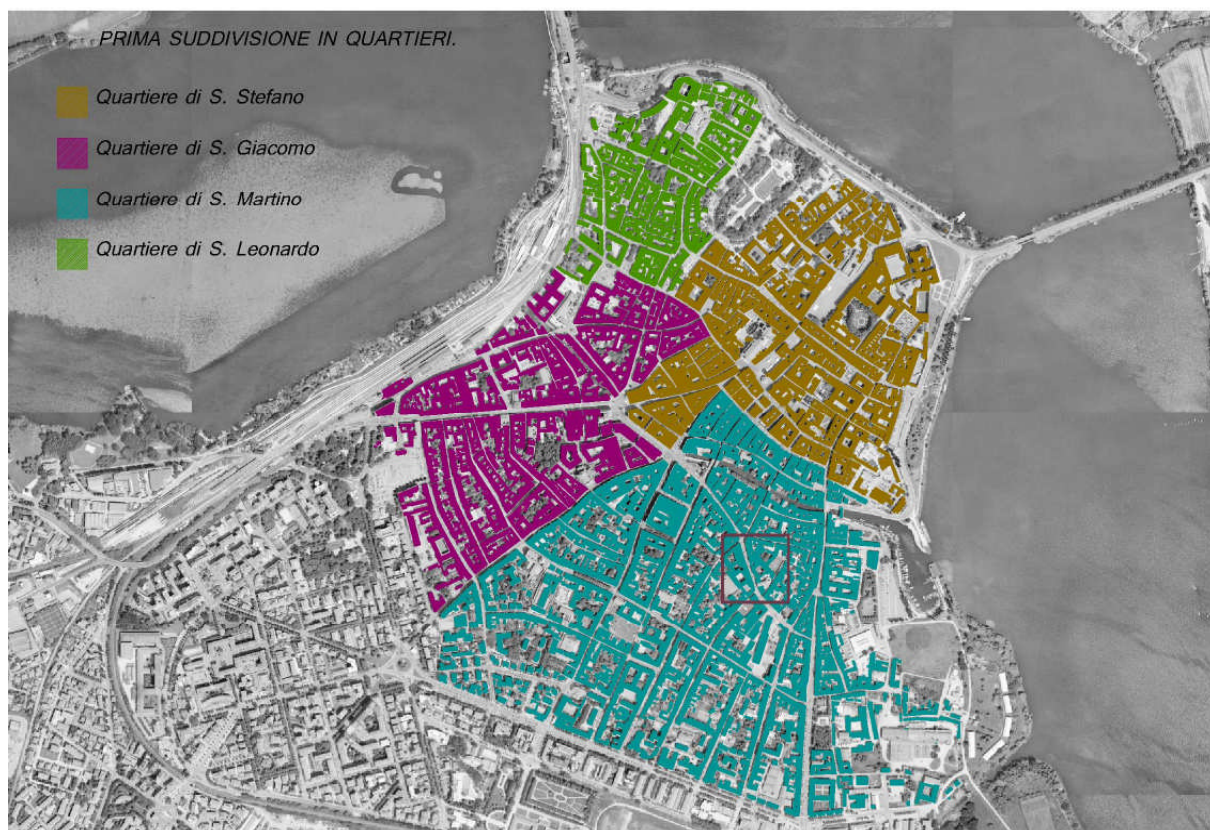 PRIMA SUDDIVISIONE IN QUARTIERI.
Quartiere di S. Stefano
Quartiere di S. Giacomo
Quartiere di S. Martino
Quartiere di S. Leonardo